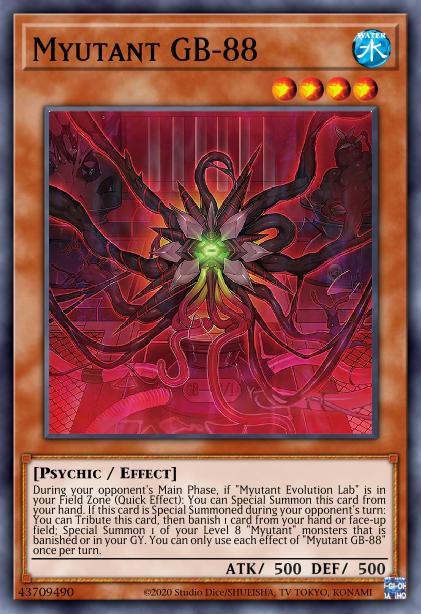 Myutant GB-88
WATER
水
[Psychic / Effect]
During your opponent's Main Phase, if "Myutant Evolution Lab" is in
your Field Zone (Quick Effect): You can Special Summon this card from
your hand. If this card is Special Summoned during your opponent's turn:
You can Tribute this card, then banish 1 card from your hand or face-up
field; Special Summon 1 of your Level 8 "Myutant" monsters that is
banished or in your GY. You can only use each effect of "Myutant GB-88"
once per turn.
ATK/ 500 DEF/ 500
43709490
©2020 Studio Dice/SHUEISHA, TV TOKYO, KONAMI